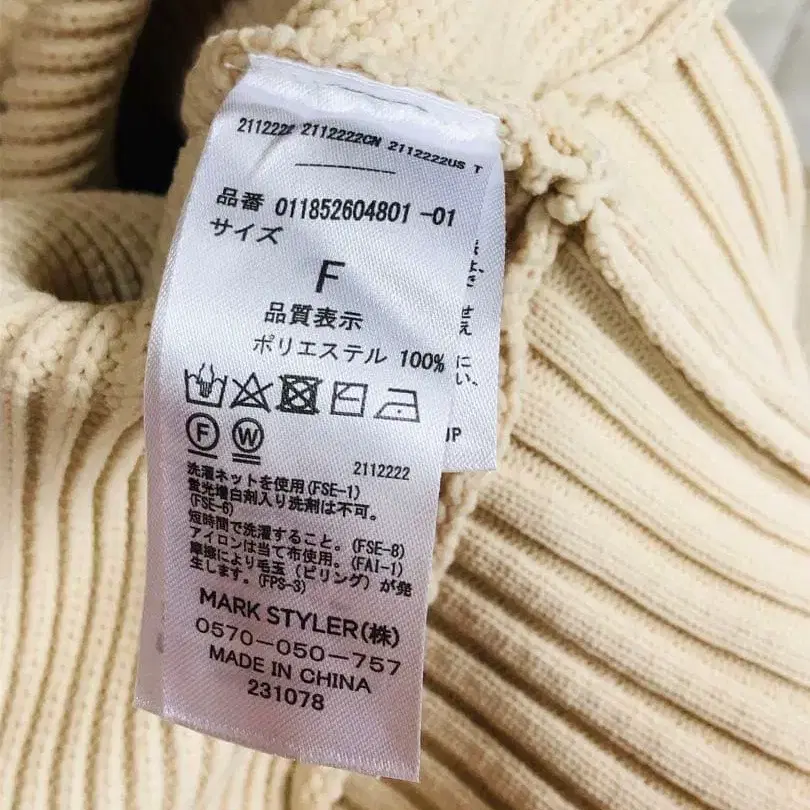 2112222 2112222CN 2112222US T
品番 011852604801 -01
サイズ
F
品質表示
ポリエステル 100%
F W
2112222
洗濯ネットを使用(FSE-1)
蛍光増白剤入り洗剤は不可。
(FSE-6)
短時間で洗濯すること。(FSE-8)
アイロンは当て布使用。(FAI-1)
摩擦により毛玉(ピリング)が発
生します。(FPS-3)
MARK STYLER(株)
0570-050-757
MADE IN CHINA
231078
JP